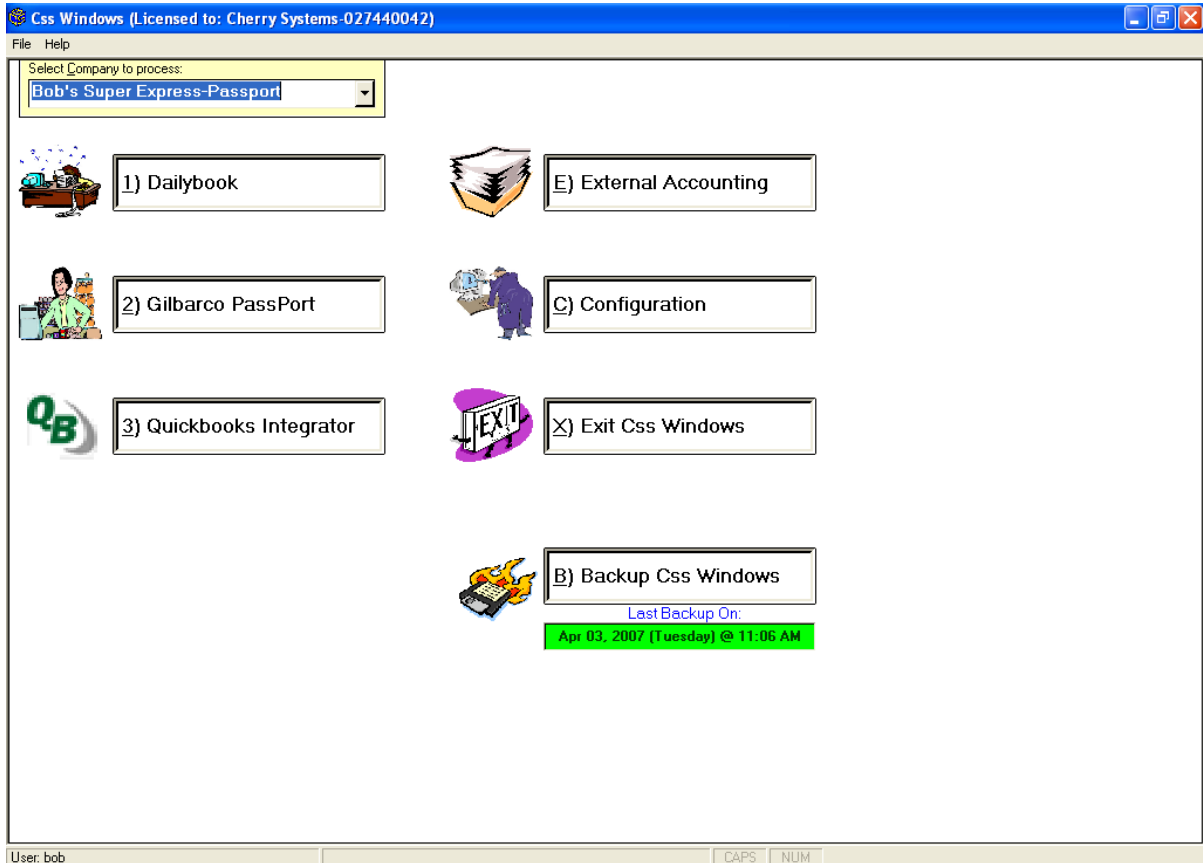 Css Windows (Licensed to: Cherry Systems-027440042)
File Help
Select Company to process:
Bob's Super Express-Passport
1) Dailybook
E) External Accounting
2) Gilbarco PassPort
C) Configuration
QB
3) Quickbooks Integrator
EXIT
X) Exit Css Windows
B) Backup Css Windows
Last Backup On:
Apr 03, 2007 (Tuesday) @ 11:06 AM
User: bob
CAPS NUM